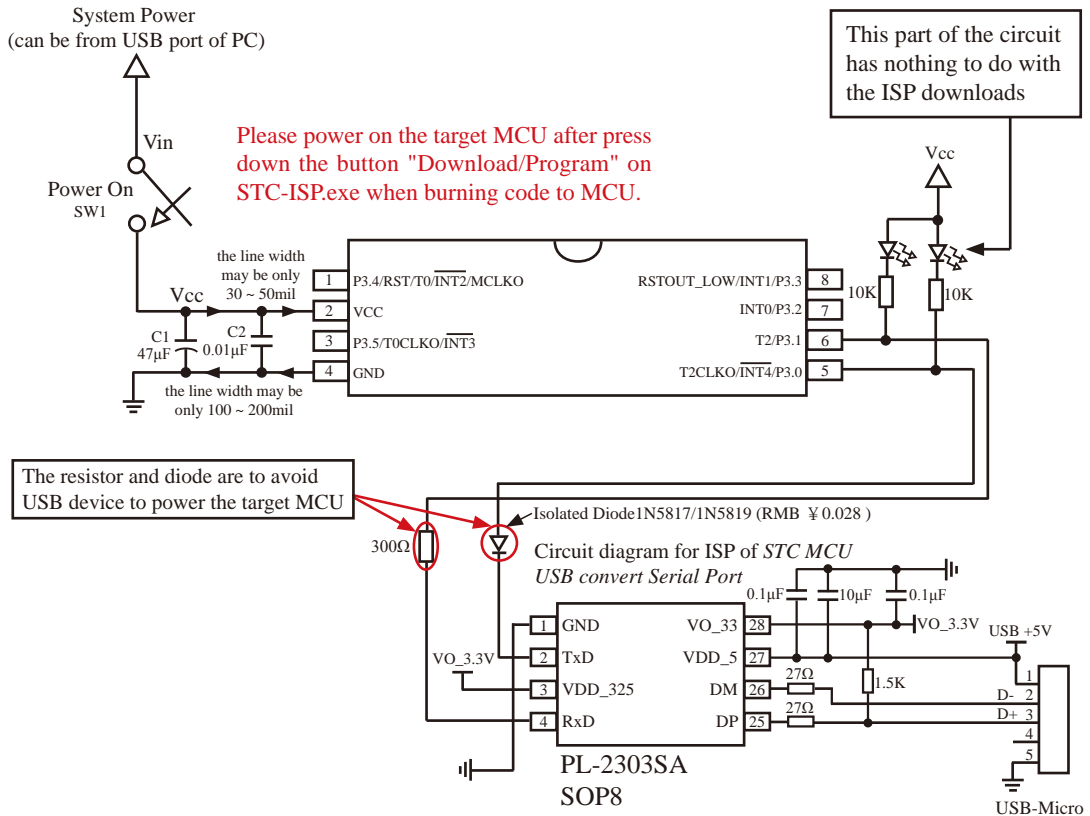 System Power
(can be from USB port of PC)
Vin
Power On
SW1
Please power on the target MCU after press
down the button "Download/Program" on
STC-ISP.exe when burning code to MCU.
This part of the circuit
has nothing to do with
the ISP downloads
Vcc
10K
10K
the line width
may be only
30 ~ 50mil
Vcc
C1
47μF
C2
0.01μF
the line width may be
only 100 ~ 200mil
1 P3.4/RST/T0/INT2/MCLKO
2 VCC
3 P3.5/T0CLKO/INT3
4 GND
RSTOUT_LOW/INT1/P3.3 8
INT0/P3.2 7
T2/P3.1 6
T2CLKO/INT4/P3.0 5
The resistor and diode are to avoid
USB device to power the target MCU
300Ω
Isolated Diode1N5817/1N5819 (RMB ¥0.028 )
Circuit diagram for ISP of STC MCU
USB convert Serial Port
0.1μF
10μF
0.1μF
VO_3.3V
1 GND
2 TxD
3 VDD_325
4 RxD
VO_33 28
VDD_5 27
DM 26
DP 25
PL-2303SA
SOP8
VO_3.3V
USB +5V
27Ω
27Ω
1.5K
D-
D+
1
2
3
4
5
USB-Micro